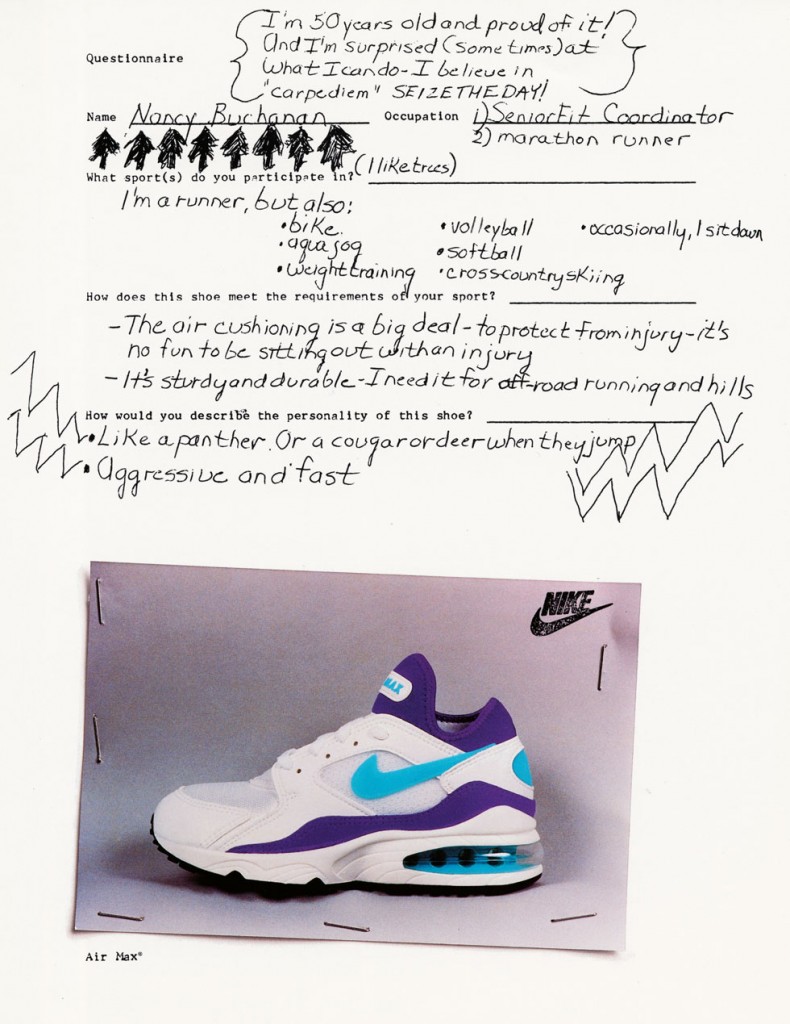 I'm 50 years old and proud of it!
And I'm surprised (sometimes) at
what I can do - I believe in
"carpe diem" SEIZE THE DAY!
Questionnaire
Name Nancy Buchanan Occupation 1) SeniorFit Coordinator
2) marathon runner
(I like trees)
What sport(s) do you participate in?
I'm a runner, but also:
• bike
• volleyball
• occasionally, I sit down
• aqua jog
• softball
• weight training
• cross country skiing
How does this shoe meet the requirements of your sport?
- The air cushioning is a big deal - to protect from injury - it's
no fun to be sitting out with an injury
- It's sturdy and durable - I need it for off-road running and hills
How would you describe the personality of this shoe?
• Like a panther. Or a cougar or deer when they jump
• Aggressive and fast
NIKE
MAX
Air Max®